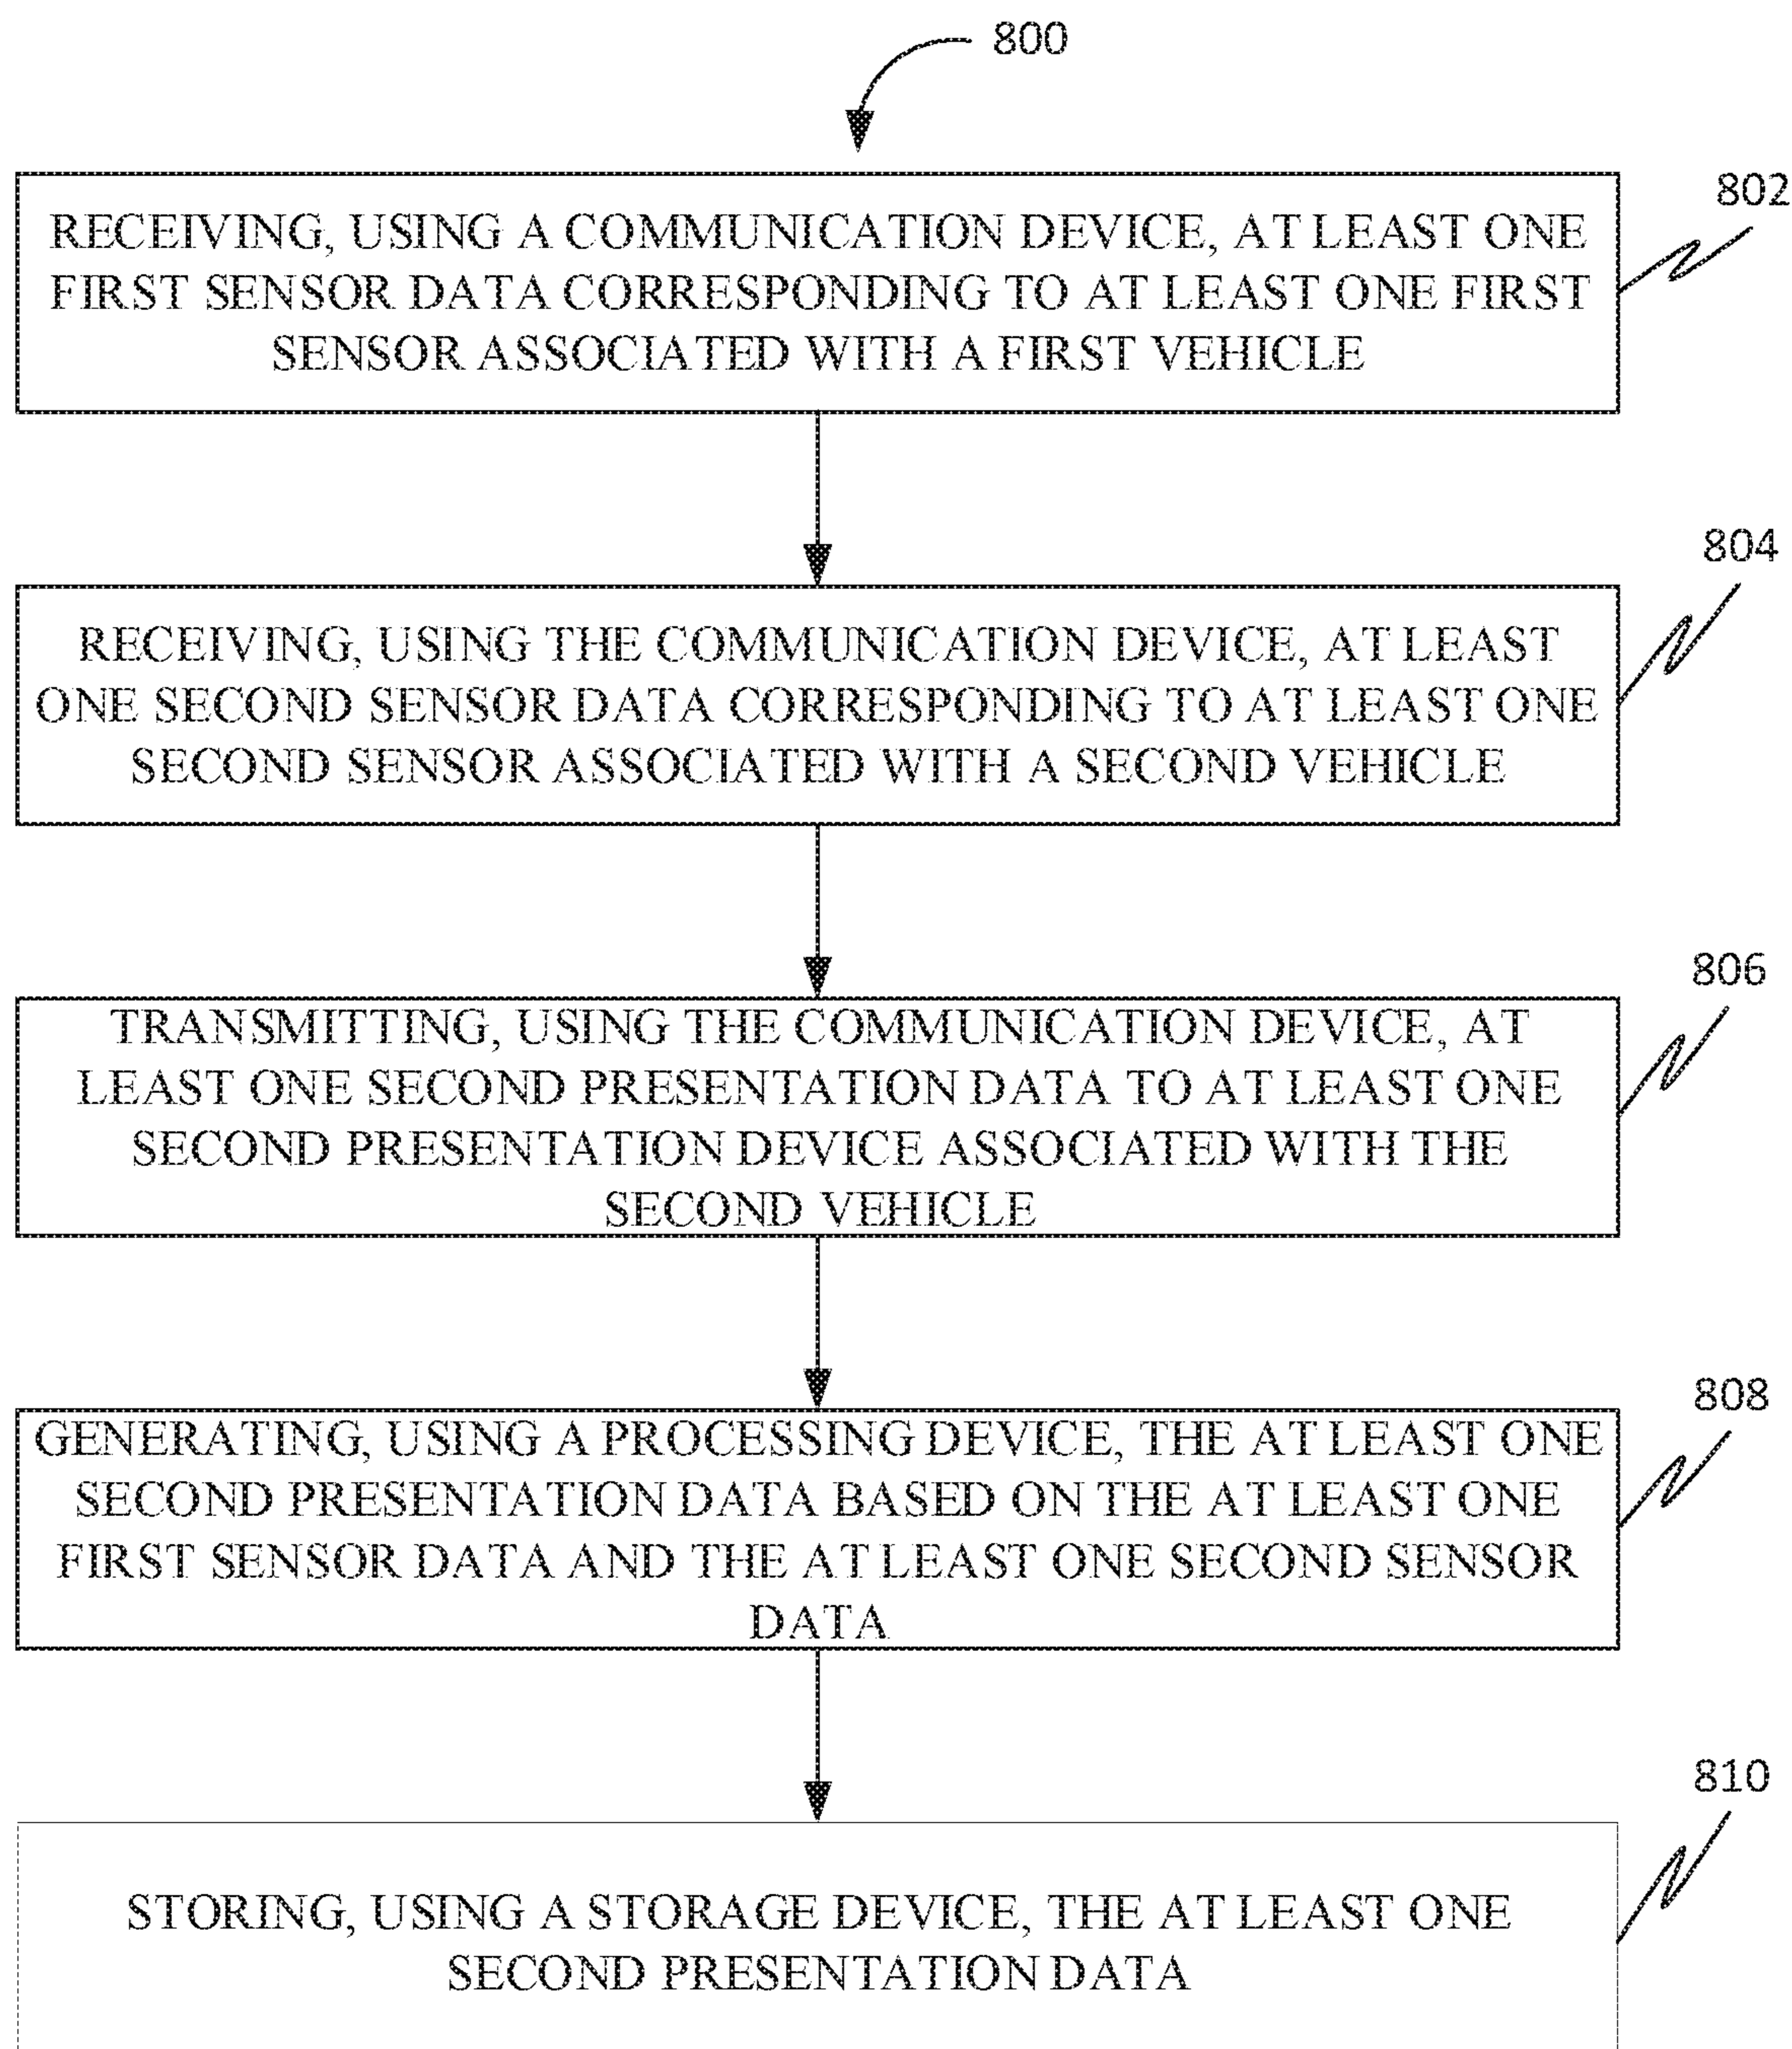 800
802
RECEIVING, USING A COMMUNICATION DEVICE, AT LEAST ONE
FIRST SENSOR DATA CORRESPONDING TO AT LEAST ONE FIRST
SENSOR ASSOCIATED WITH A FIRST VEHICLE
804
RECEIVING, USING THE COMMUNICATION DEVICE, AT LEAST
ONE SECOND SENSOR DATA CORRESPONDING TO AT LEAST ONE
SECOND SENSOR ASSOCIATED WITH A SECOND VEHICLE
806
TRANSMITTING, USING THE COMMUNICATION DEVICE, AT
LEAST ONE SECOND PRESENTATION DATA TO AT LEAST ONE
SECOND PRESENTATION DEVICE ASSOCIATED WITH THE
SECOND VEHICLE
808
GENERATING, USING A PROCESSING DEVICE, THE AT LEAST ONE
SECOND PRESENTATION DATA BASED ON THE AT LEAST ONE
FIRST SENSOR DATA AND THE AT LEAST ONE SECOND SENSOR
DATA
810
STORING, USING A STORAGE DEVICE, THE AT LEAST ONE
SECOND PRESENTATION DATA